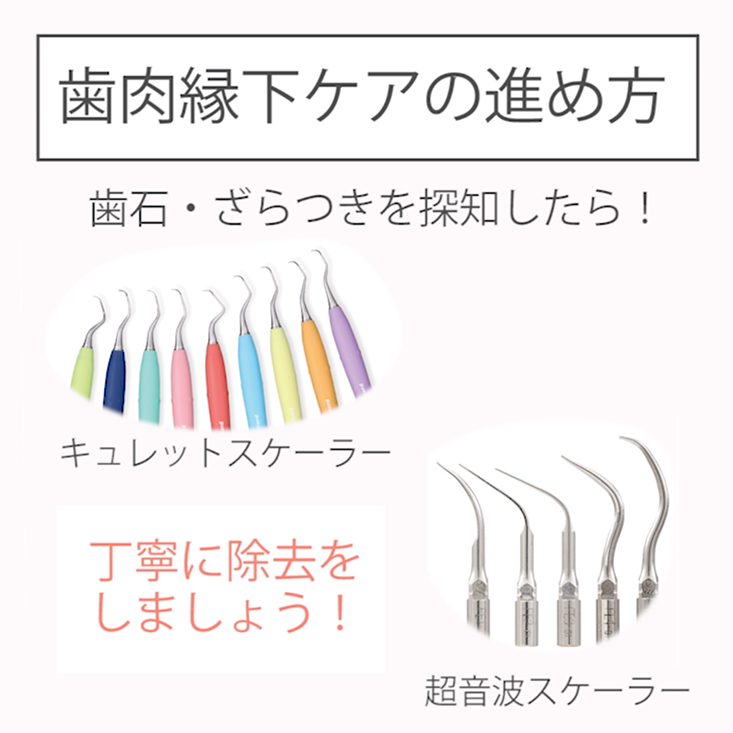 歯肉縁下ケアの進め方
歯石・ざらつきを探知したら！
キュレットスケーラー
丁寧に除去を
しましょう！
超音波スケーラー